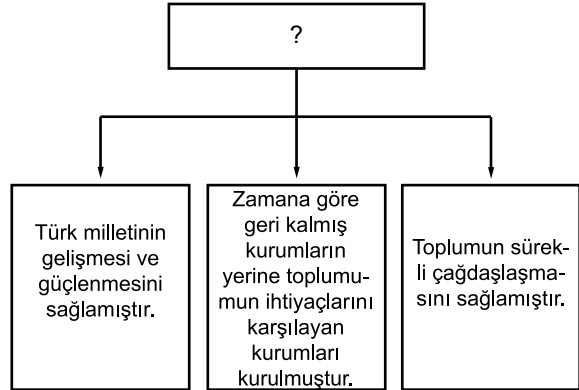 ?
Türk milletinin
gelişmesi ve
güçlenmesini
sağlamıştır.
Zamana göre
geri kalmış
kurumların
yerine toplumu-
mun ihtiyaçlarını
karşılayan
kurumları
kurulmuştur.
Toplumun sürek-
li çağdaşlaşma-
sını sağlamıştır.